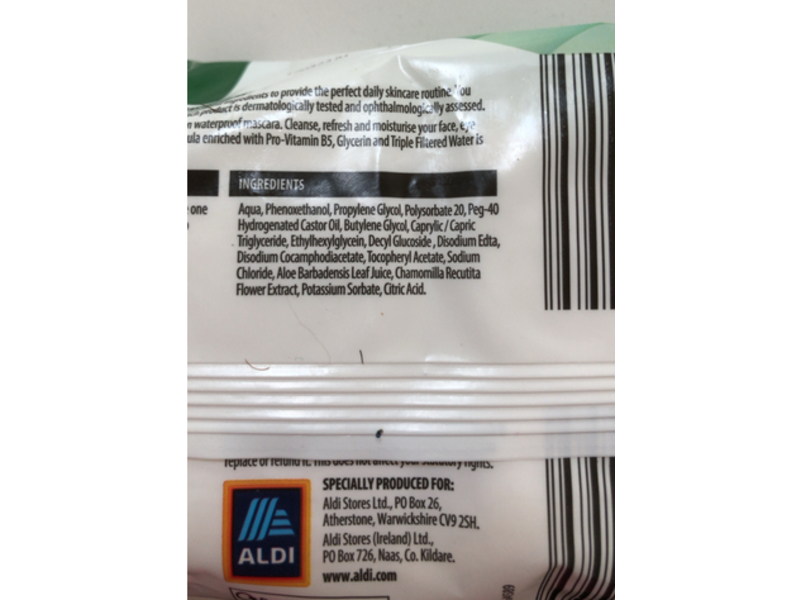 to provide the perfect daily skincare routine. You
product is dermatologically tested and ophthalmologically assessed.
waterproof mascara. Cleanse, refresh and moisturise your face, eye
enriched with Pro-Vitamin B5, Glycerin and Triple Filtered Water is
INGREDIENTS
one
Aqua, Phenoxethanol, Propylene Glycol, Polysorbate 20, Peg-40
Hydrogenated Castor Oil, Butylene Glycol, Caprylic / Capric
Triglyceride, Ethylhexylglycein, Decyl Glucoside , Disodium Edta,
Disodium Cocamphodiacetate, Tocopheryl Acetate, Sodium
Chloride, Aloe Barbadensis Leaf Juice, Chamomilla Recutita
Flower Extract, Potassium Sorbate, Citric Acid.
replace or refund it. This does not affect your statutory rights.
SPECIALLY PRODUCED FOR:
Aldi Stores Ltd., PO Box 26,
Atherstone, Warwickshire CV9 2SH.
Aldi Stores (Ireland) Ltd.,
PO Box 726, Naas, Co. Kildare.
www.aldi.com
ALDI